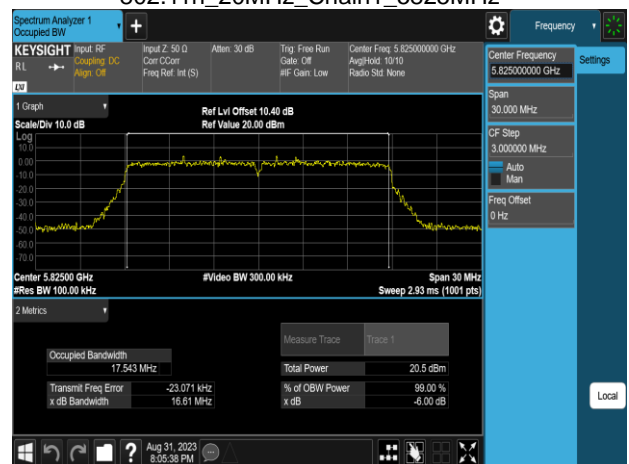 802.11n_20MHz_Chain1_5825MHz
Spectrum Analyzer 1
Occupied BW
Frequency
KEYSIGHT
RL
LXI
Input: RF
Coupling: DC
Align: Off
Input Z: 50 Ω
Corr CCorr
Freq Ref: Int (S)
Atten: 30 dB
Trig: Free Run
Gate: Off
#IF Gain: Low
Center Freq: 5.825000000 GHz
Avg|Hold: 10/10
Radio Std: None
Center Frequency
5.825000000 GHz
Settings
Span
30.000 MHz
CF Step
3.000000 MHz
Auto
Man
Freq Offset
0 Hz
Local
1 Graph
Scale/Div 10.0 dB
Ref Lvl Offset 10.40 dB
Ref Value 20.00 dBm
Log
10.0
0.00
-10.0
-20.0
-30.0
-40.0
-50.0
-60.0
-70.0
Center 5.82500 GHz
#Video BW 300.00 kHz
Span 30 MHz
#Res BW 100.00 kHz
Sweep 2.93 ms (1001 pts)
2 Metrics
Measure Trace
Trace 1
Occupied Bandwidth
17.543 MHz
Total Power
20.5 dBm
Transmit Freq Error
-23.071 kHz
% of OBW Power
99.00 %
x dB Bandwidth
16.61 MHz
x dB
-6.00 dB
?
Aug 31, 2023
8:05:38 PM